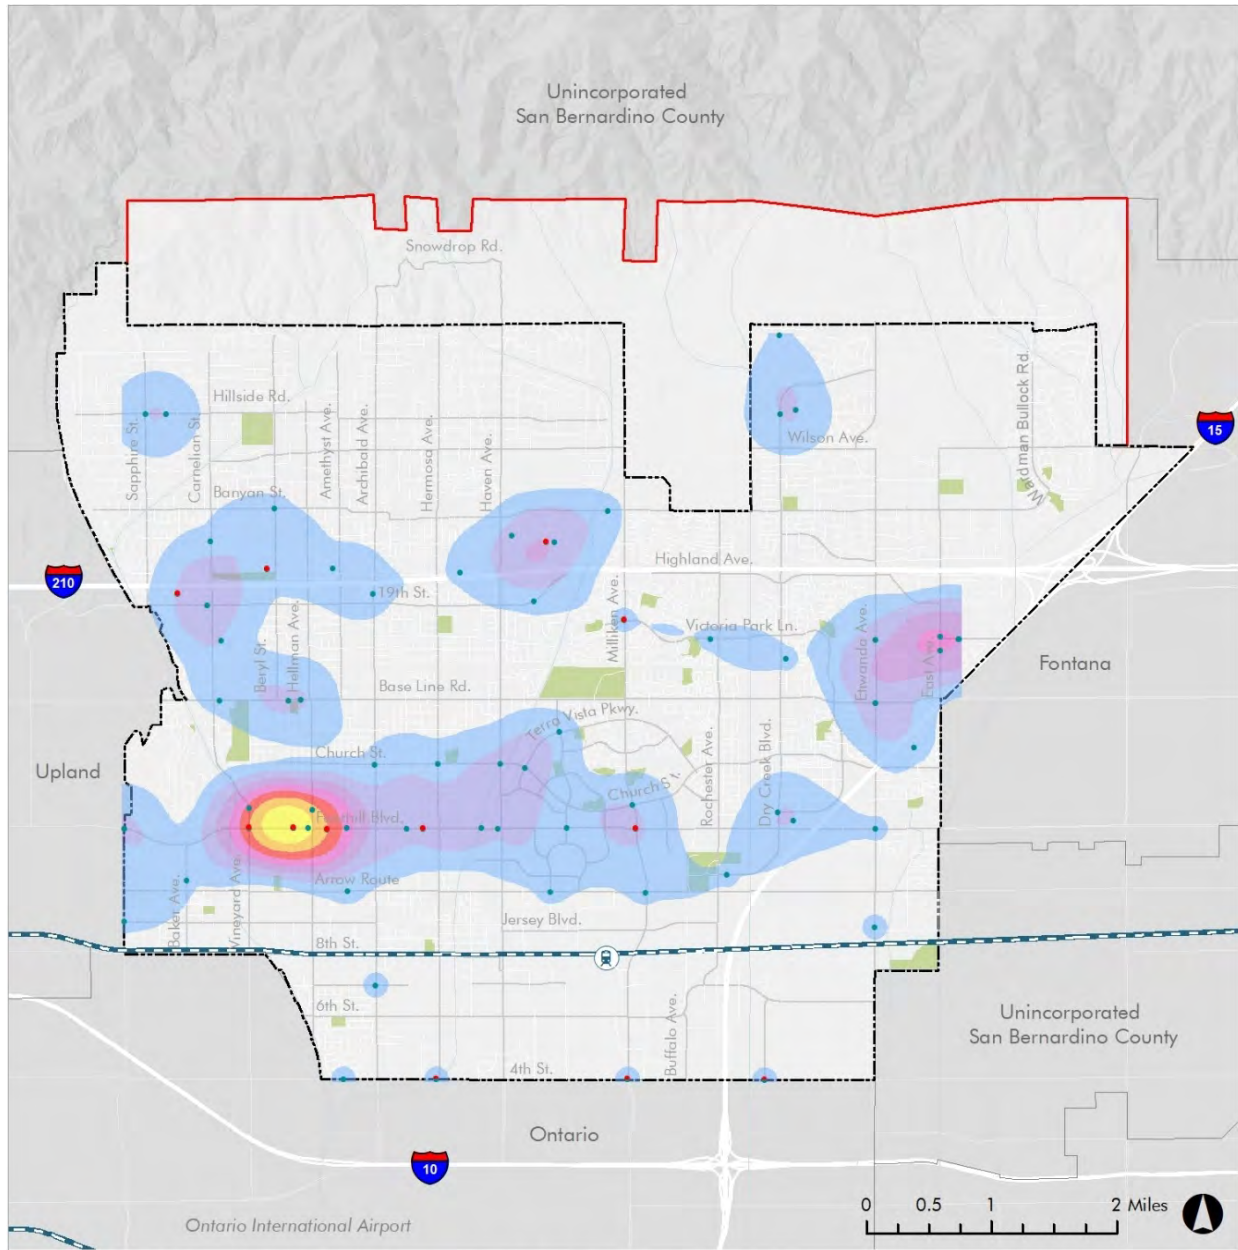 Unincorporated
San Bernardino County
Snowdrop Rd.
Hillside Rd.
Sapphire St.
Carnelian St.
Amethyst Ave.
Archibald Ave.
Hermosa Ave.
Haven Ave.
Wilson Ave.
Wardman Bullock Rd.
15
Banyan St.
Highland Ave.
210
19th St.
Milliken Ave.
Victoria Park Ln.
Beryl St.
Hellman Ave.
Etiwanda Ave.
East Ave.
Fontana
Base Line Rd.
Terra Vista Pkwy.
Church St.
Upland
Church St.
Rochester Ave.
Dry Creek Blvd.
Foothill Blvd.
Arrow Route
Baker Ave.
Vineyard Ave.
Jersey Blvd.
8th St.
6th St.
Buffalo Ave.
Unincorporated
San Bernardino County
4th St.
Ontario
10
0 0.5 1 2 Miles
Ontario International Airport